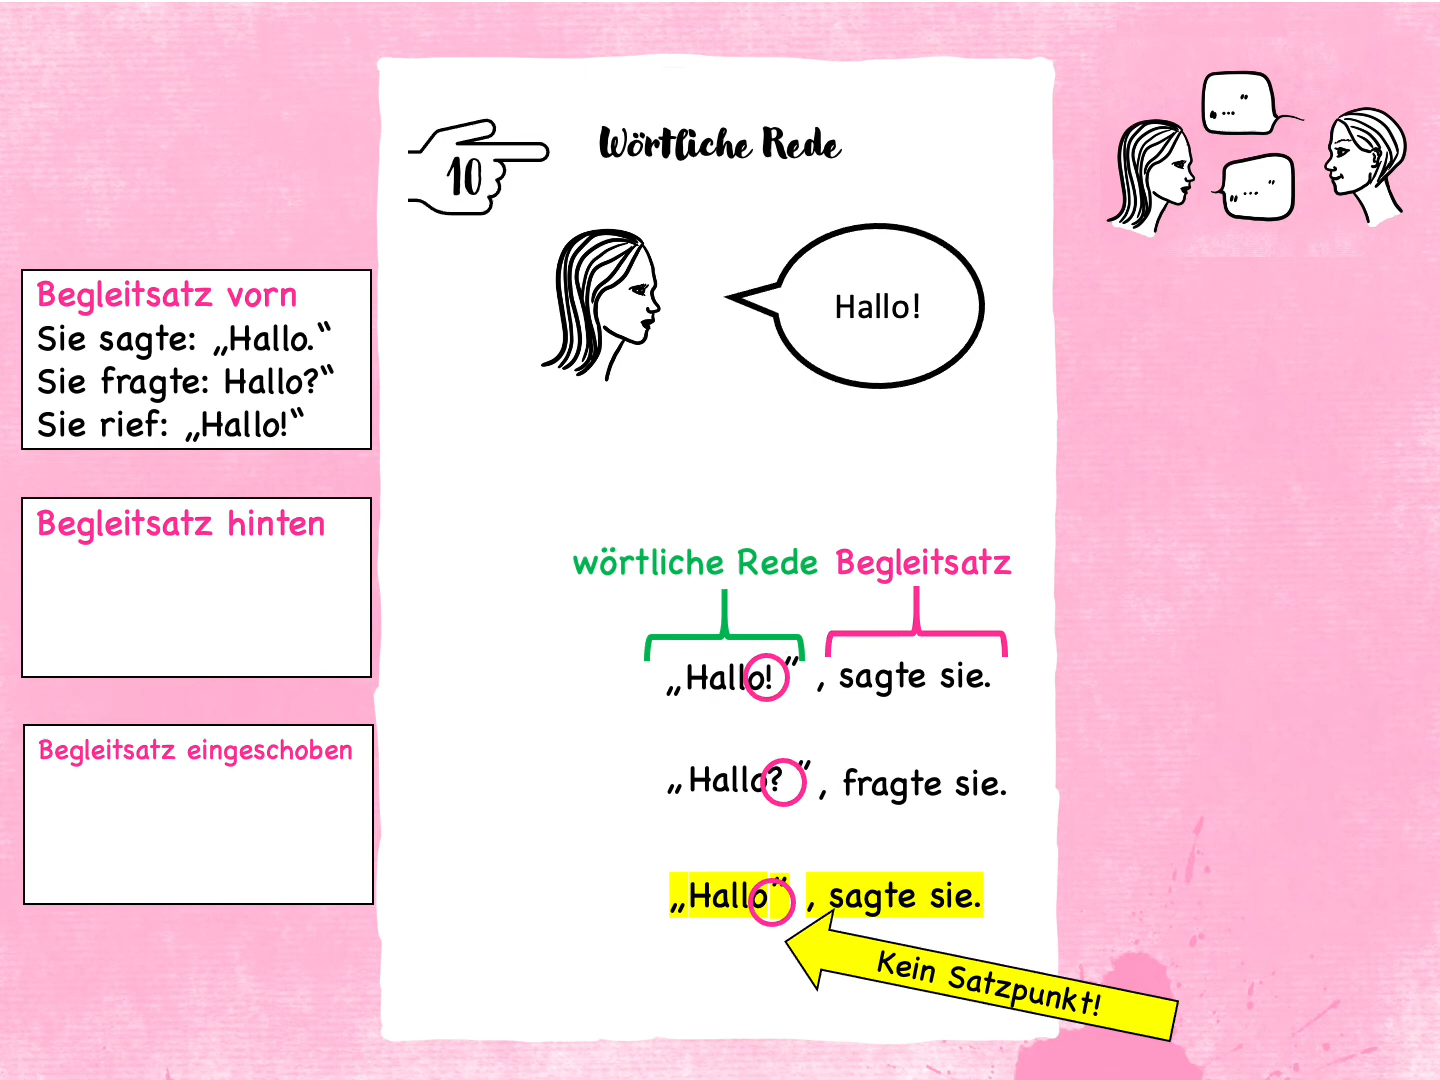 10
Wörtliche Rede
„ ... “
„ ... “
Hallo!
Begleitsatz vorn
Sie sagte: „Hallo.“
Sie fragte: Hallo?“
Sie rief: „Hallo!“
Begleitsatz hinten
Begleitsatz eingeschoben
wörtliche Rede Begleitsatz
„Hallo! “ , sagte sie.
„Hallo? “ , fragte sie.
„Hallo“ , sagte sie.
Kein Satzpunkt!